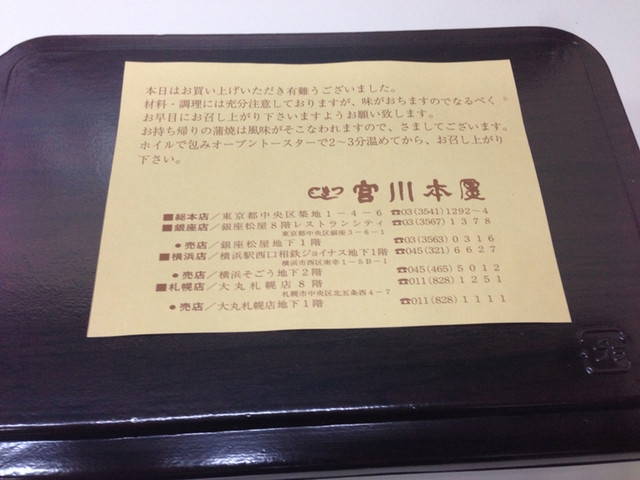 本日はお買い上げいただき有難うございました。
材料・調理には充分注意しておりますが、味がおちますのでなるべく
お早目にお召し上がり下さいますようお願い致します。
お持ち帰りの蒲焼は風味がそこなわれますので、さましてございます。
ホイルで包みオーブントースターで2〜3分温めてから、お召し上がり
下さい。
宮川本廛
■総本店／東京都中央区築地1−4−6 ☎03(3541)1292〜4
■銀座店／銀座松屋8階レストランシティ ☎03(3567)1378
東京都中央区銀座3−6−1
●売店／銀座松屋地下1階 ☎03(3563)0316
■横浜店／横浜駅西口相鉄ジョイナス地下1階 ☎045(321)6627
横浜市西区南幸1−5−B−1
●売店／横浜そごう地下2階 ☎045(465)5012
■札幌店／大丸札幌店8階 ☎011(828)1251
札幌市中央区北五条西4−7
●売店／大丸札幌店地下1階 ☎011(828)1111